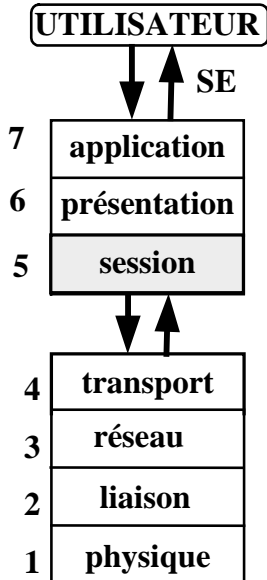 UTILISATEUR
SE
7 application
6 présentation
5 session
4 transport
3 réseau
2 liaison
1 physique